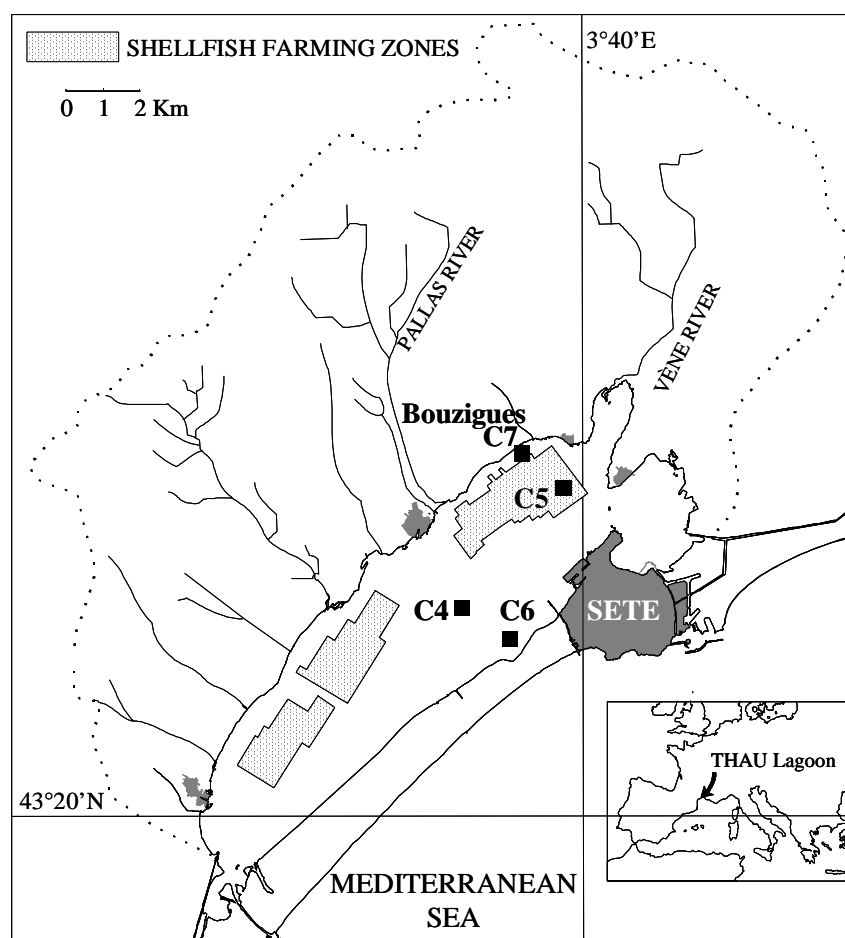 SHELLFISH FARMING ZONES
3°40’E
0 1 2 Km
PALLAS RIVER
VÈNE RIVER
Bouzigues
C7
C5
C4
C6
SETE
THAU Lagoon
43°20’N
MEDITERRANEAN
SEA